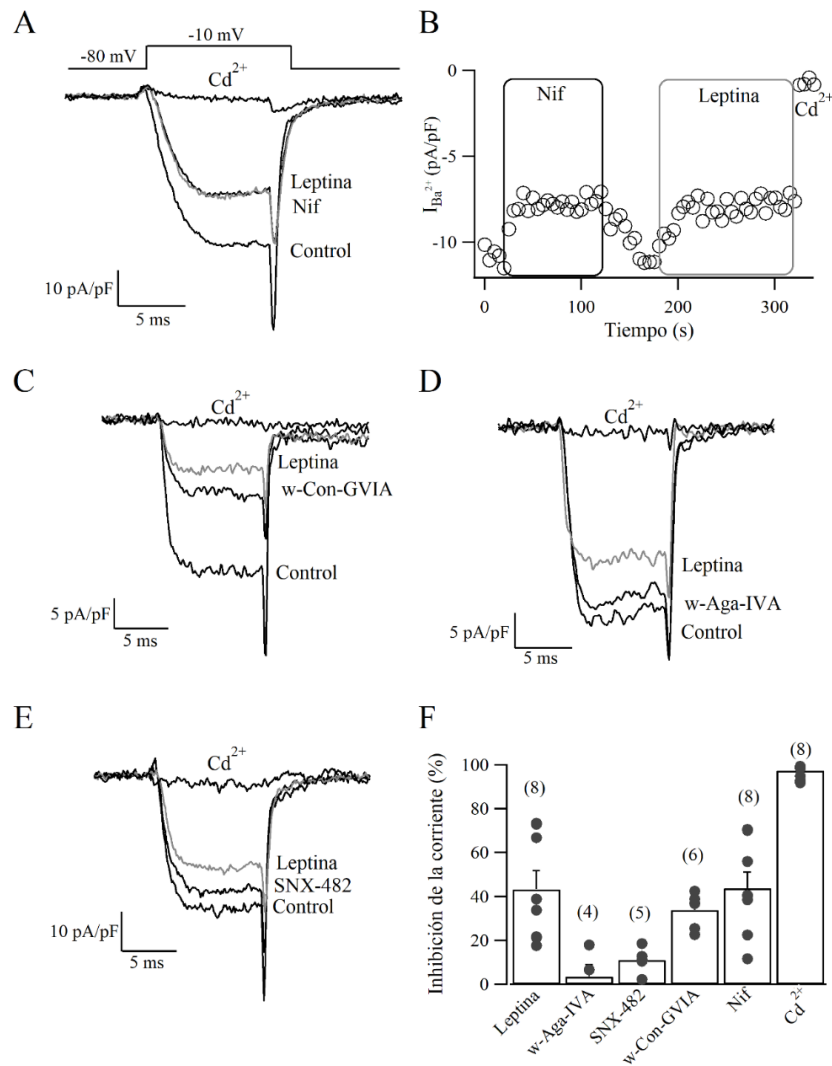 A
-80 mV
-10 mV
Cd2+
Leptina
Nif
Control
10 pA/pF
5 ms
B
0
-5
-10
IBa2+ (pA/pF)
Nif
Leptina
Cd2+
0 100 200 300
Tiempo (s)
C
Cd2+
Leptina
w-Con-GVIA
Control
5 pA/pF
5 ms
D
Cd2+
Leptina
w-Aga-IVA
Control
5 pA/pF
5 ms
E
Cd2+
Leptina
SNX-482
Control
10 pA/pF
5 ms
F
Inhibición de la corriente (%)
100
80
60
40
20
0
(8)
(4)
(5)
(6)
(8)
(8)
Leptina
w-Aga-IVA
SNX-482
w-Con-GVIA
Nif
Cd2+